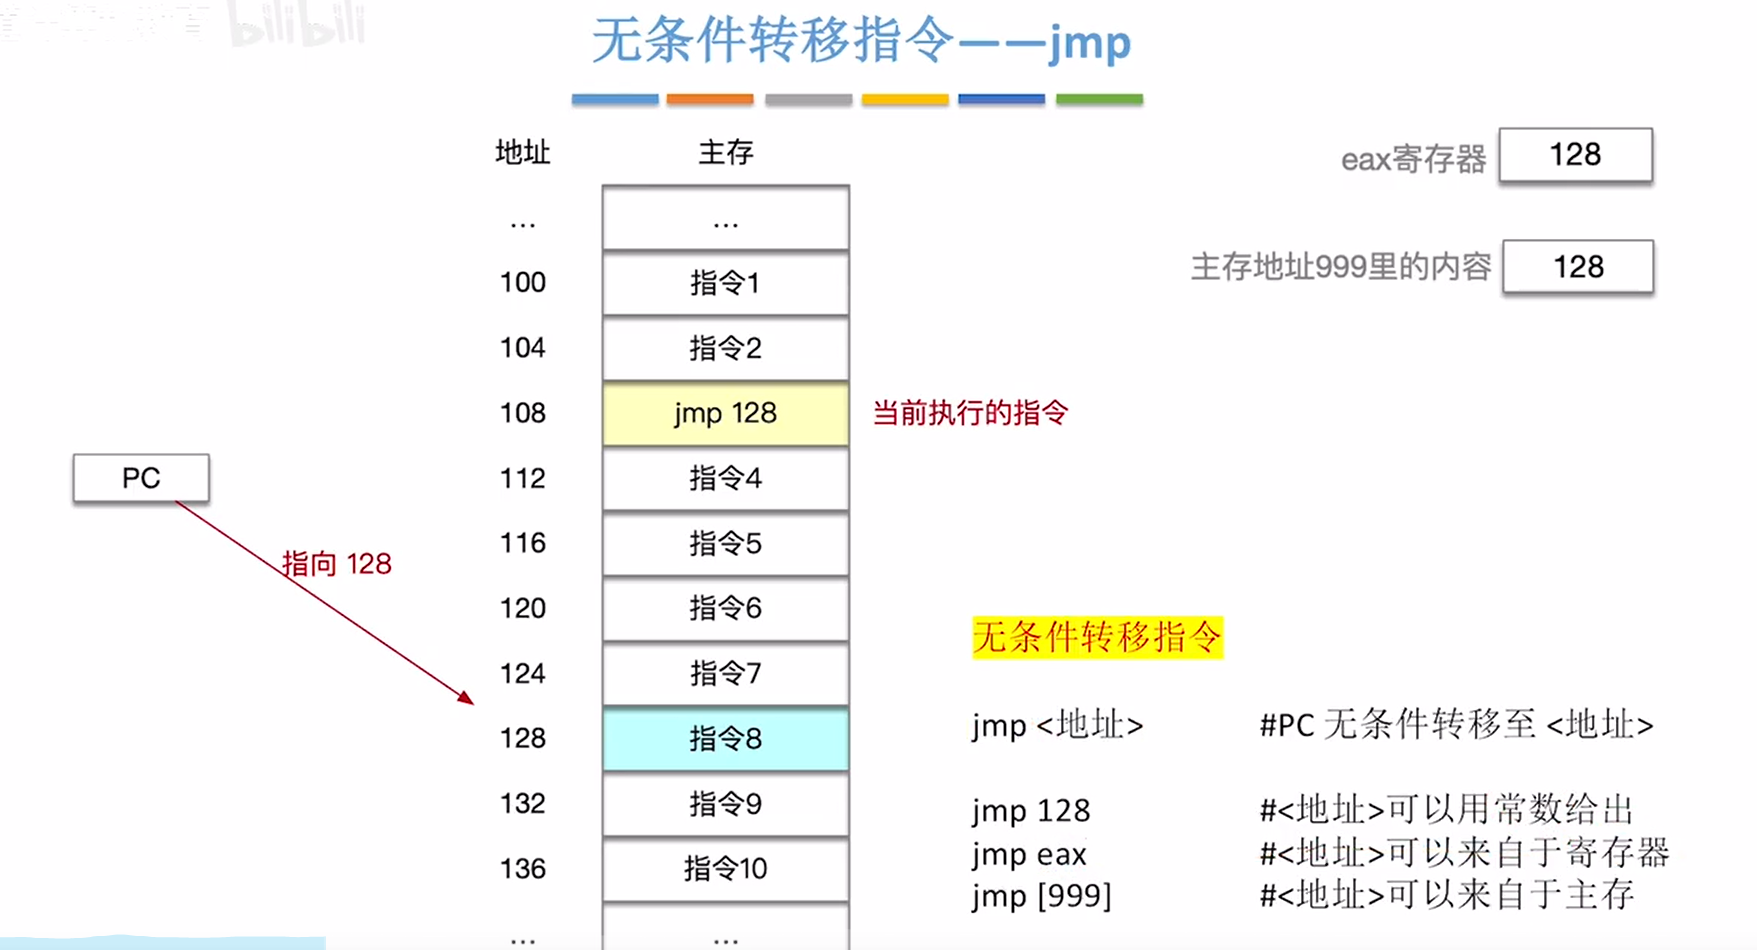 bilibili
无条件转移指令——jmp
地址 主存
eax寄存器 128
... ...
主存地址999里的内容 128
100 指令1
104 指令2
108 jmp 128 当前执行的指令
PC
112 指令4
116 指令5
指向 128
120 指令6
无条件转移指令
124 指令7
jmp <地址> #PC 无条件转移至 <地址>
128 指令8
132 指令9
jmp 128 #<地址>可以用常数给出
jmp eax #<地址>可以来自于寄存器
136 指令10
jmp [999] #<地址>可以来自于主存
... ...